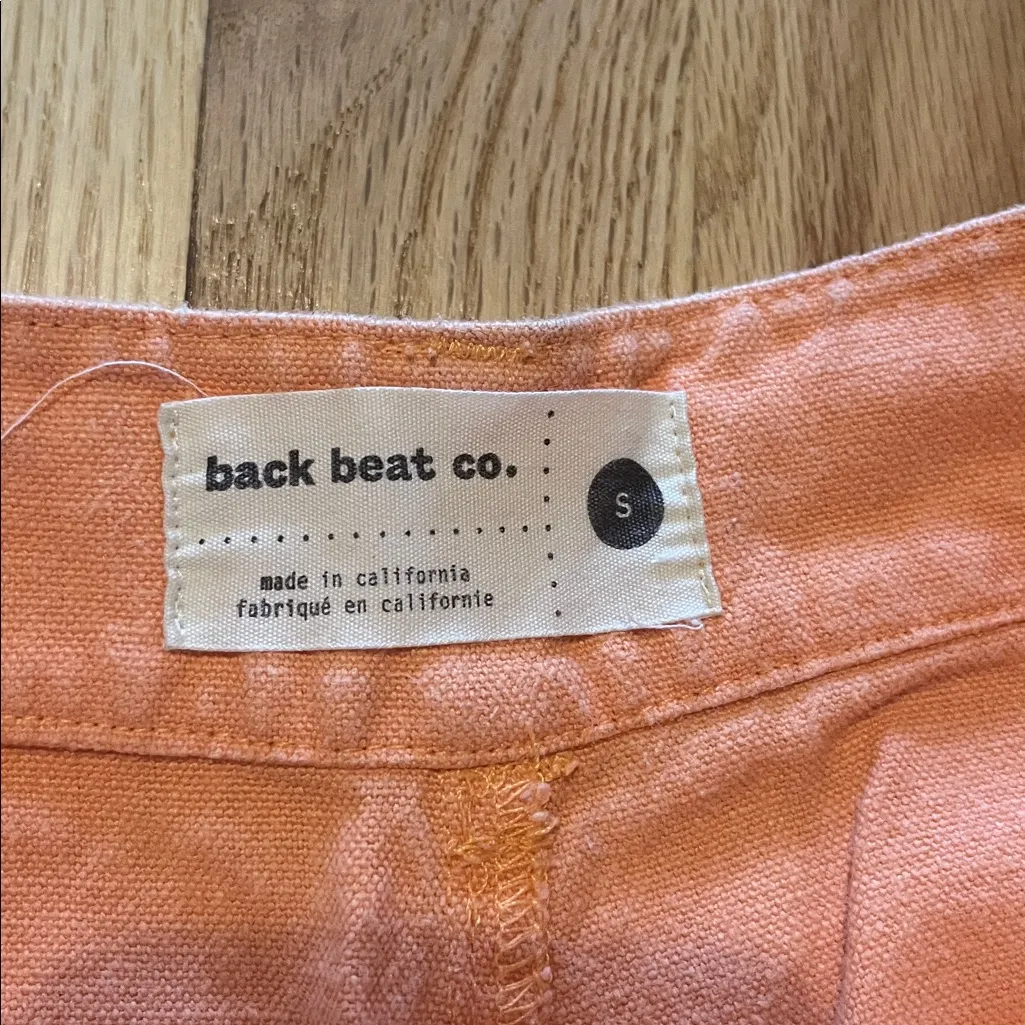 back beat co.
S
made in california
fabriqué en californie